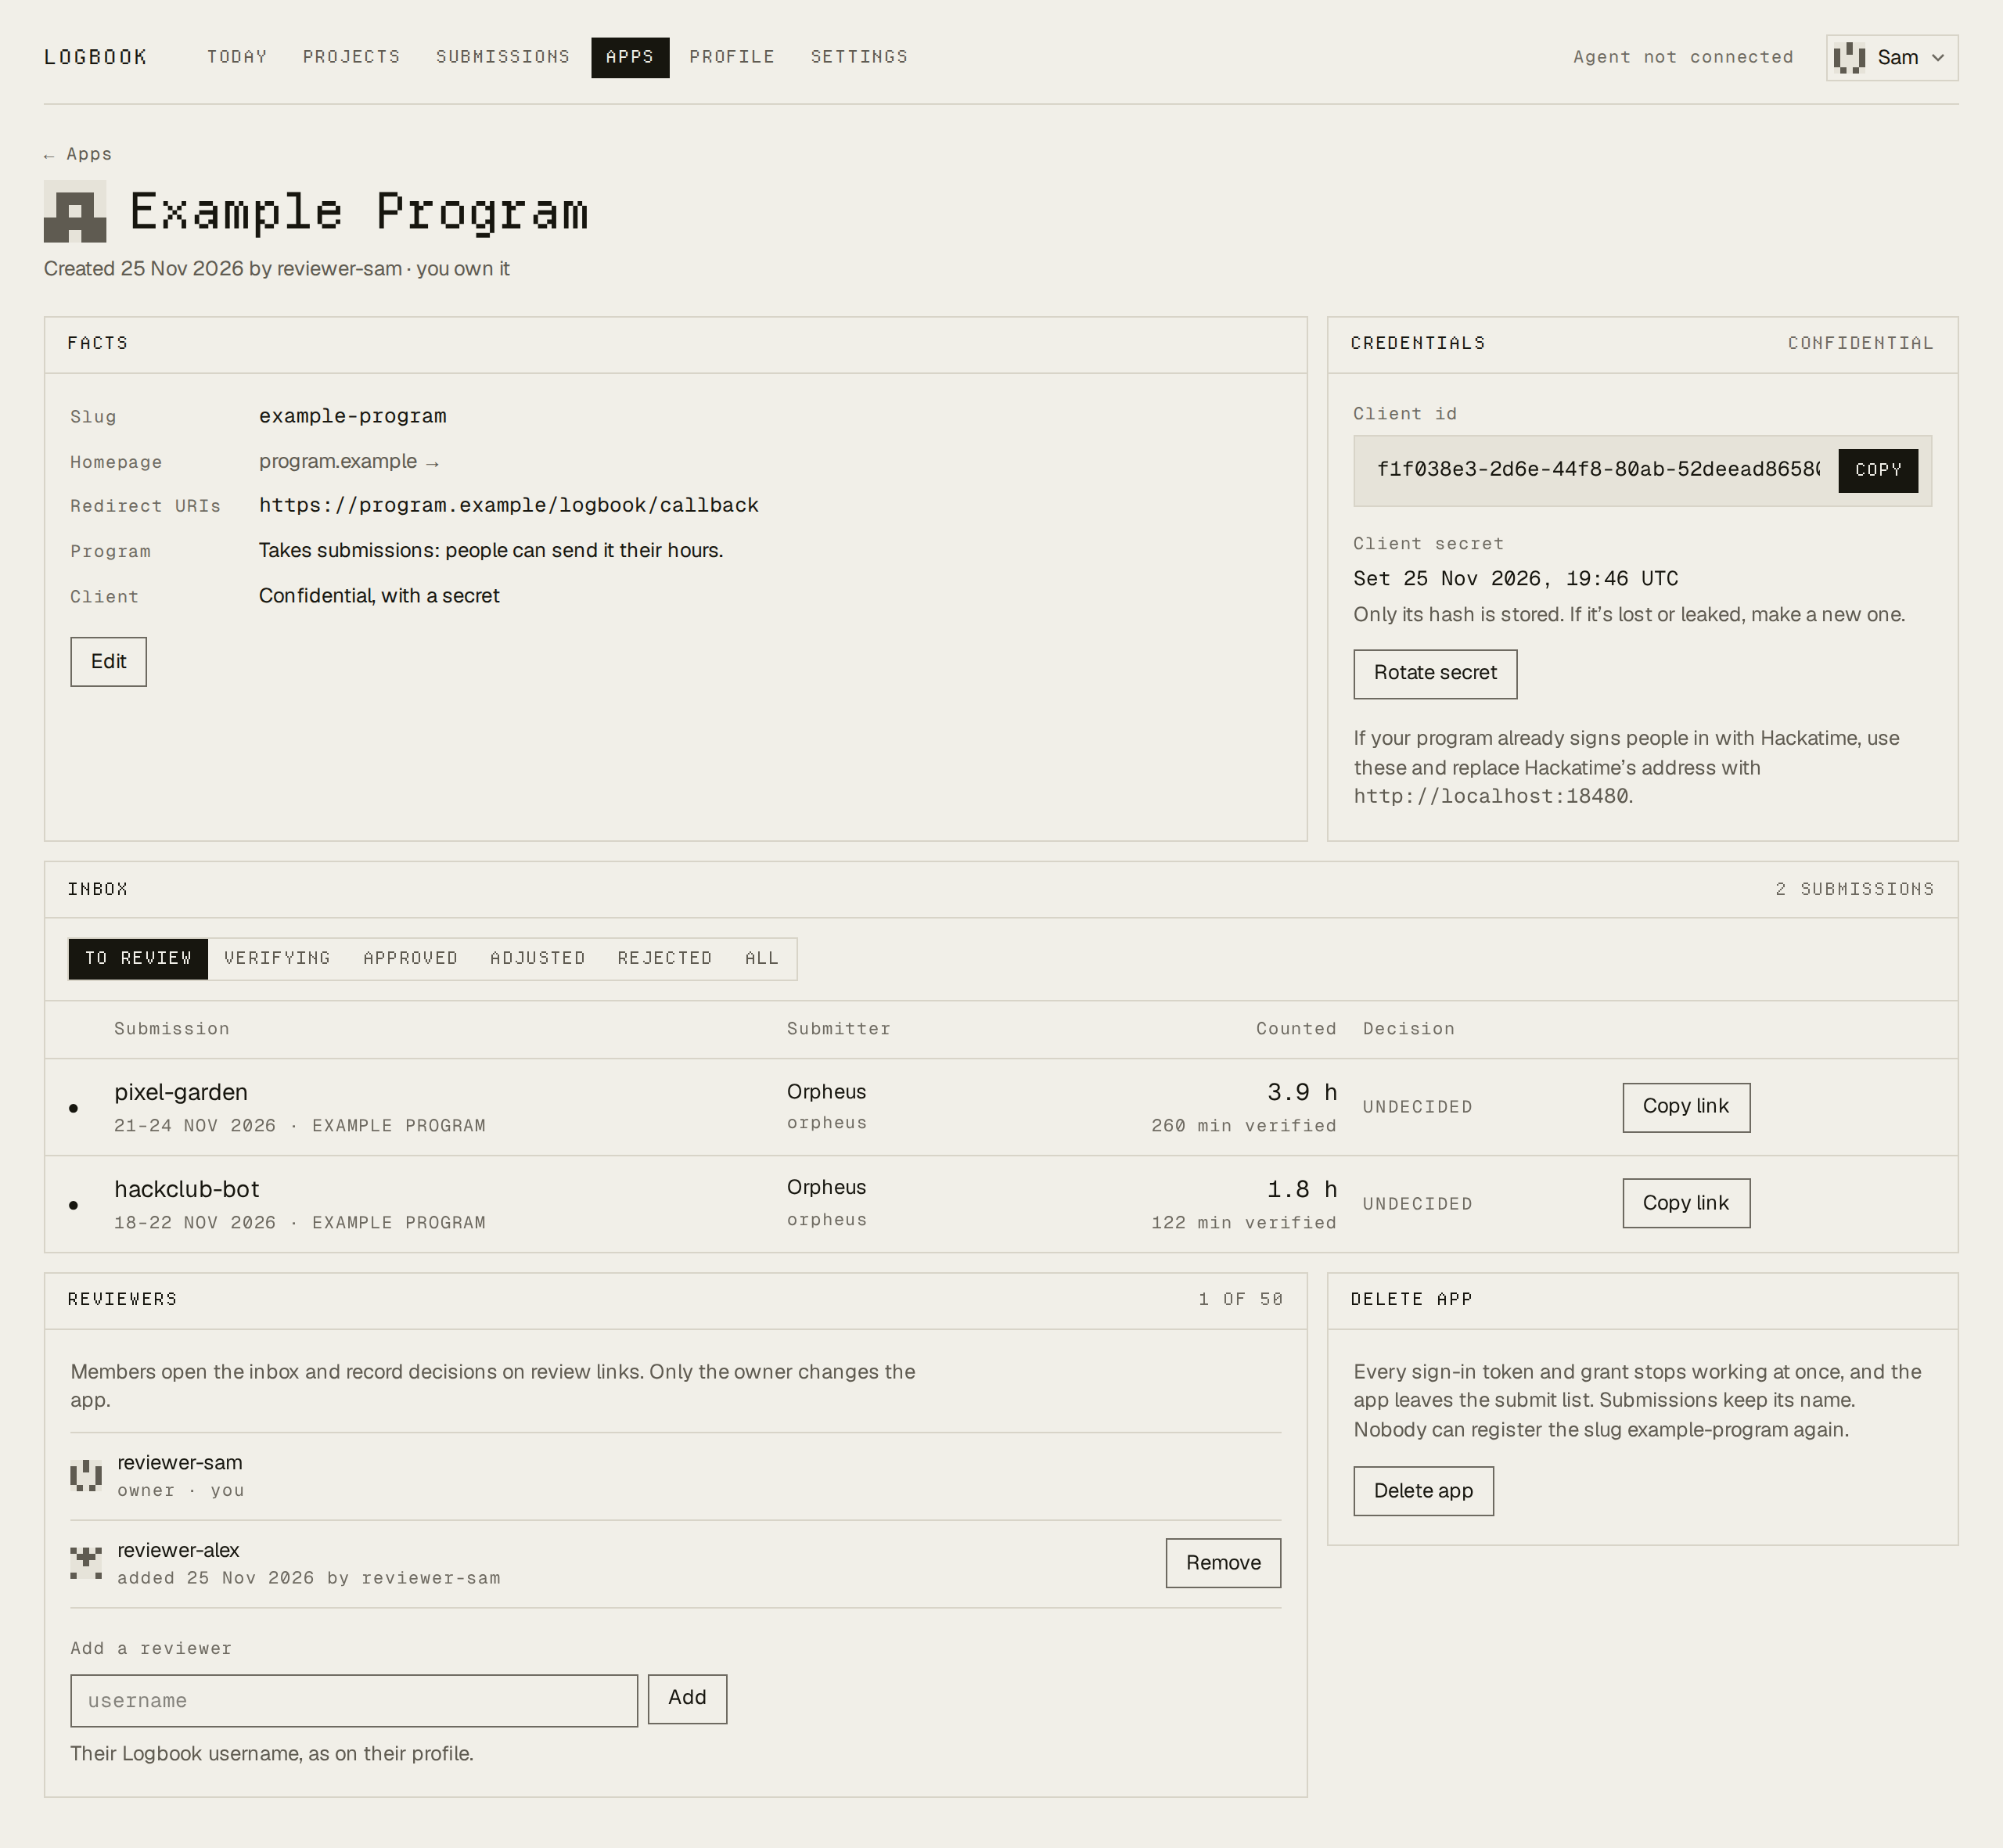 LOGBOOK TODAY PROJECTS SUBMISSIONS APPS PROFILE SETTINGS Agent not connected Sam
← Apps
Example Program
Created 25 Nov 2026 by reviewer-sam · you own it
FACTS
Slug example-program
Homepage program.example →
Redirect URIs https://program.example/logbook/callback
Program Takes submissions: people can send it their hours.
Client Confidential, with a secret
Edit
CREDENTIALS CONFIDENTIAL
Client id
f1f038e3-2d6e-44f8-80ab-52deead86580 COPY
Client secret
Set 25 Nov 2026, 19:46 UTC
Only its hash is stored. If it’s lost or leaked, make a new one.
Rotate secret
If your program already signs people in with Hackatime, use
these and replace Hackatime’s address with
http://localhost:18480.
INBOX 2 SUBMISSIONS
TO REVIEW VERIFYING APPROVED ADJUSTED REJECTED ALL
Submission Submitter Counted Decision
pixel-garden Orpheus 3.9 h UNDECIDED Copy link
21–24 NOV 2026 · EXAMPLE PROGRAM orpheus 260 min verified
hackclub-bot Orpheus 1.8 h UNDECIDED Copy link
18–22 NOV 2026 · EXAMPLE PROGRAM orpheus 122 min verified
REVIEWERS 1 OF 50
Members open the inbox and record decisions on review links. Only the owner changes the
app.
reviewer-sam
owner · you
reviewer-alex
added 25 Nov 2026 by reviewer-sam
Remove
Add a reviewer
username Add
Their Logbook username, as on their profile.
DELETE APP
Every sign-in token and grant stops working at once, and the
app leaves the submit list. Submissions keep its name.
Nobody can register the slug example-program again.
Delete app